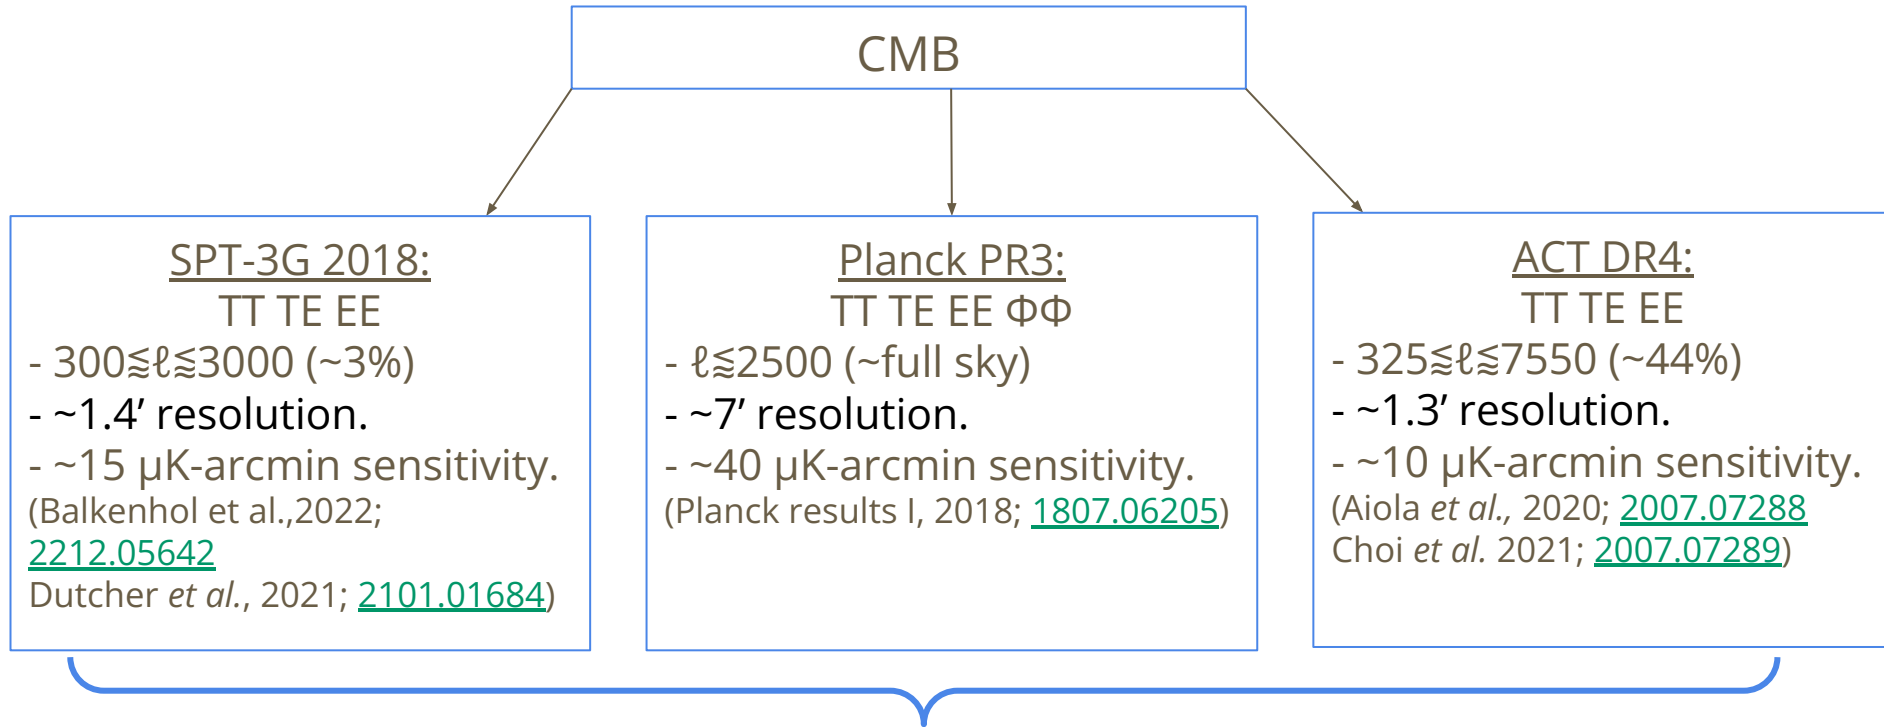 CMB
SPT-3G 2018:
TT TE EE
- 300≲ℓ≲3000 (~3%)
- ~1.4’ resolution.
- ~15 μK-arcmin sensitivity.
(Balkenhol et al.,2022;
2212.05642
Dutcher et al., 2021; 2101.01684)
Planck PR3:
TT TE EE ΦΦ
- ℓ≲2500 (~full sky)
- ~7’ resolution.
- ~40 μK-arcmin sensitivity.
(Planck results I, 2018; 1807.06205)
ACT DR4:
TT TE EE
- 325≲ℓ≲7550 (~44%)
- ~1.3’ resolution.
- ~10 μK-arcmin sensitivity.
(Aiola et al., 2020; 2007.07288
Choi et al. 2021; 2007.07289)